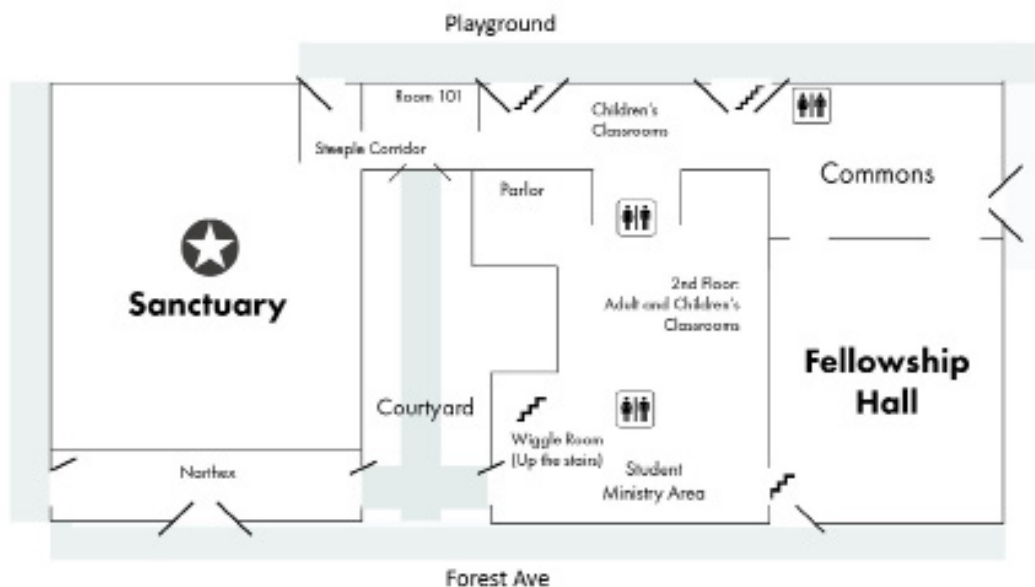 Playground
Room 101
Children's
Classrooms
Steeple Corridor
Commons
Parlor
Sanctuary
2nd Floor:
Adult and Children's
Classrooms
Fellowship
Hall
Courtyard
Wiggle Room
(Up the stairs)
Student
Ministry Area
Narthex
Forest Ave